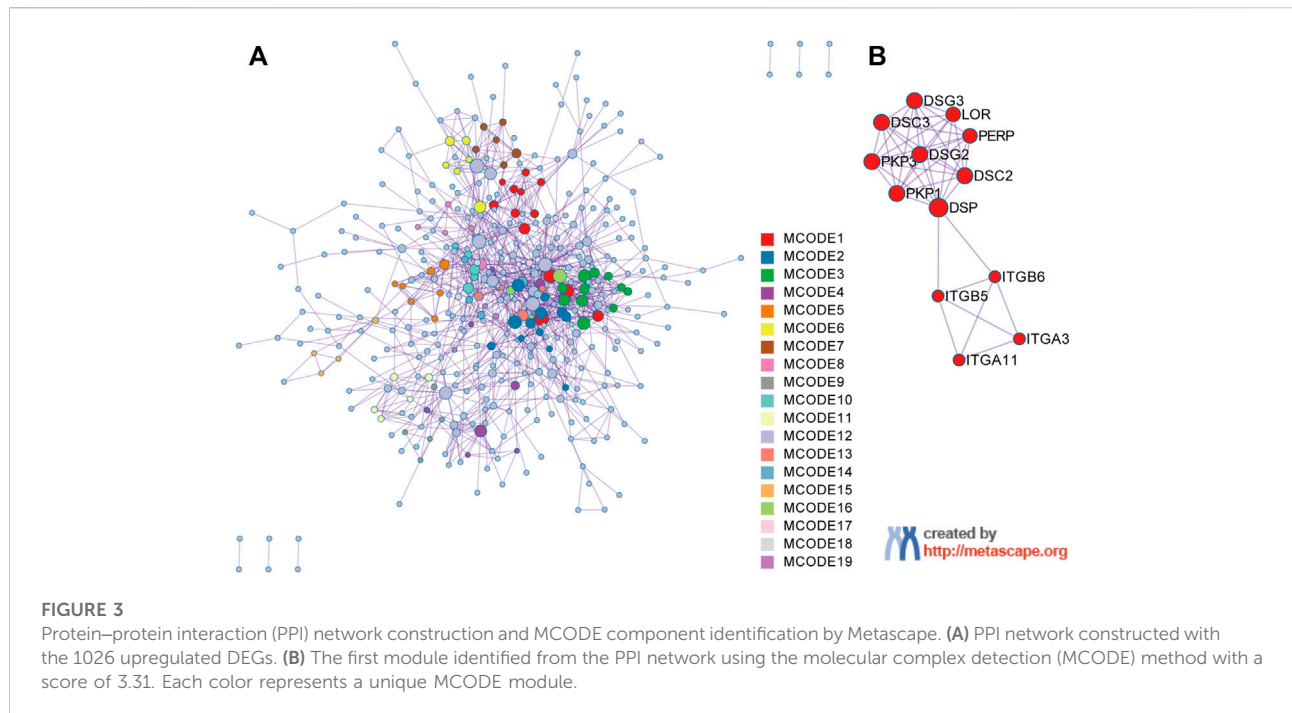 A
B
DSG3
LOR
DSC3
PERP
DSG2
PKP3
DSC2
PKP1
DSP
ITGB6
ITGB5
ITGA3
ITGA11
MCODE1
MCODE2
MCODE3
MCODE4
MCODE5
MCODE6
MCODE7
MCODE8
MCODE9
MCODE10
MCODE11
MCODE12
MCODE13
MCODE14
MCODE15
MCODE16
MCODE17
MCODE18
MCODE19
created by
http://metascape.org
FIGURE 3
Protein–protein interaction (PPI) network construction and MCODE component identification by Metascape. (A) PPI network constructed with
the 1026 upregulated DEGs. (B) The first module identified from the PPI network using the molecular complex detection (MCODE) method with a
score of 3.31. Each color represents a unique MCODE module.